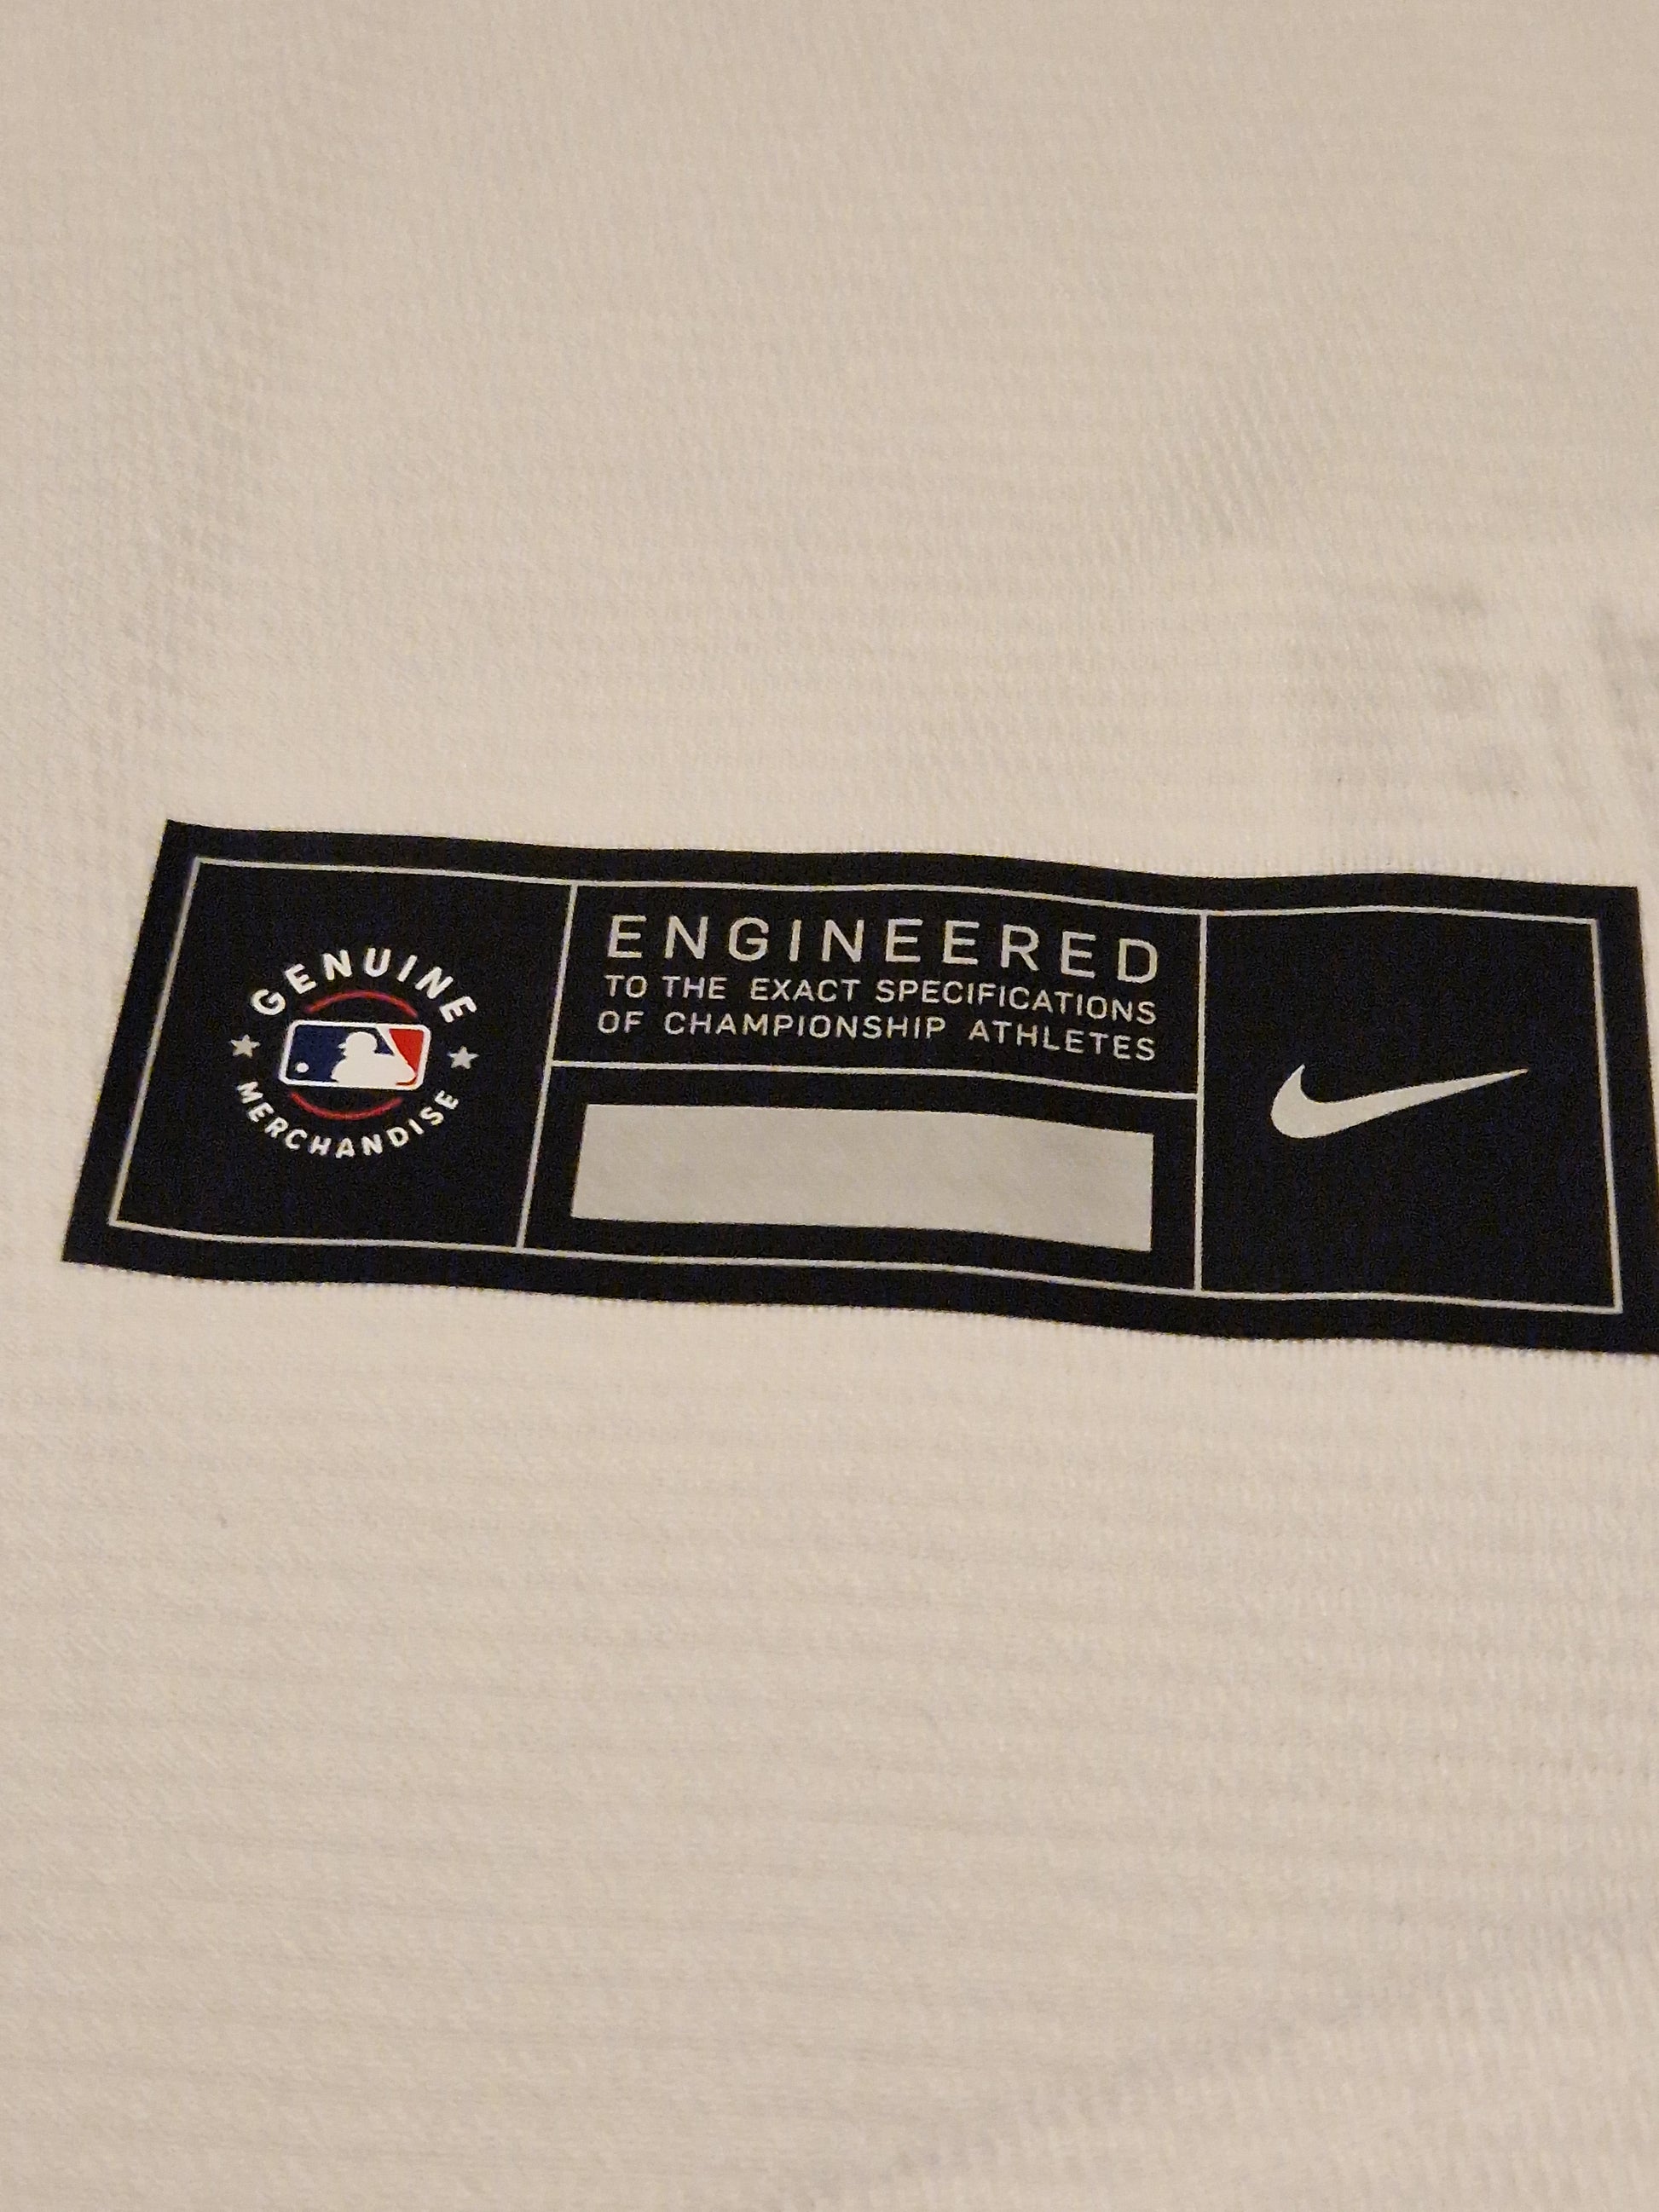 GENUINE
MERCHANDISE
ENGINEERED
TO THE EXACT SPECIFICATIONS
OF CHAMPIONSHIP ATHLETES